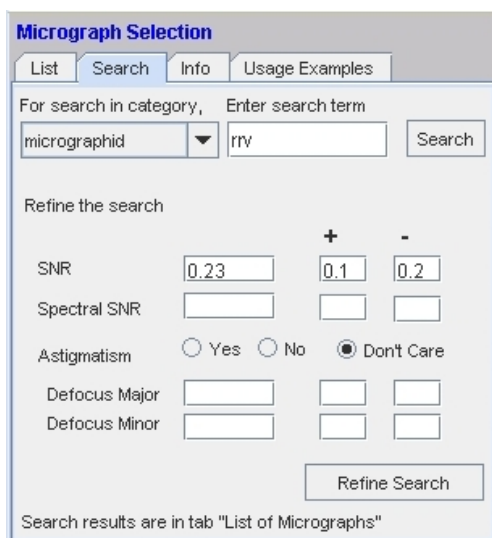 Micrograph Selection
List Search Info Usage Examples
For search in category, Enter search term
micrographid rrv Search
Refine the search
+ -
SNR 0.23 0.1 0.2
Spectral SNR
Astigmatism Yes No Don't Care
Defocus Major
Defocus Minor
Refine Search
Search results are in tab "List of Micrographs"